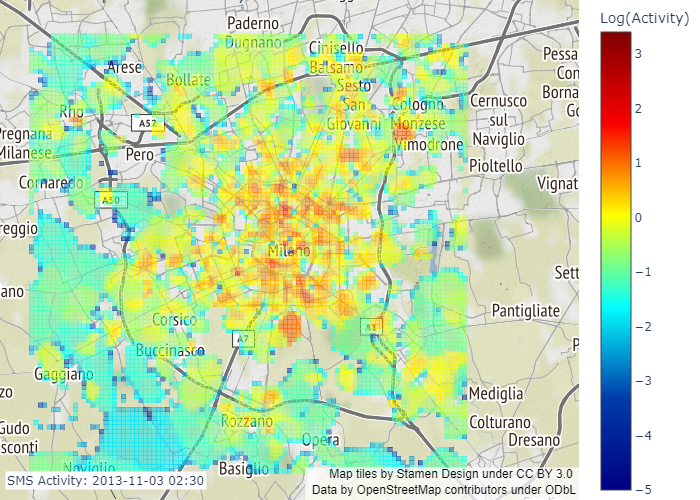 Paderno
Dugnano
Log(Activity)
Cinisello
Balsamo
Arese
Bollate
Sesto
San
Giovanni
Pessa
Con
Borna
Go
3
2
1
0
−1
−2
−3
−4
−5
Rho
A57
Cologno
Monzese
Cernusco
sul
Naviglio
Pregnana
Milanese
Pero
Vimodrone
Pioltello
Cornaredo
Vignat
A50
reggio
Milano
Sett
ano
Pantigliate
Corsico
A7
Buccinasco
P
Gaggiano
zo
Mediglia
Rozzano
Colturano
Gudo
sconti
Opera
Dresano
Noviglio
Basiglio
SMS Activity: 2013-11-03 02:30
Map tiles by Stamen Design under CC BY 3.0
Data by OpenStreetMap contributors under ODbL